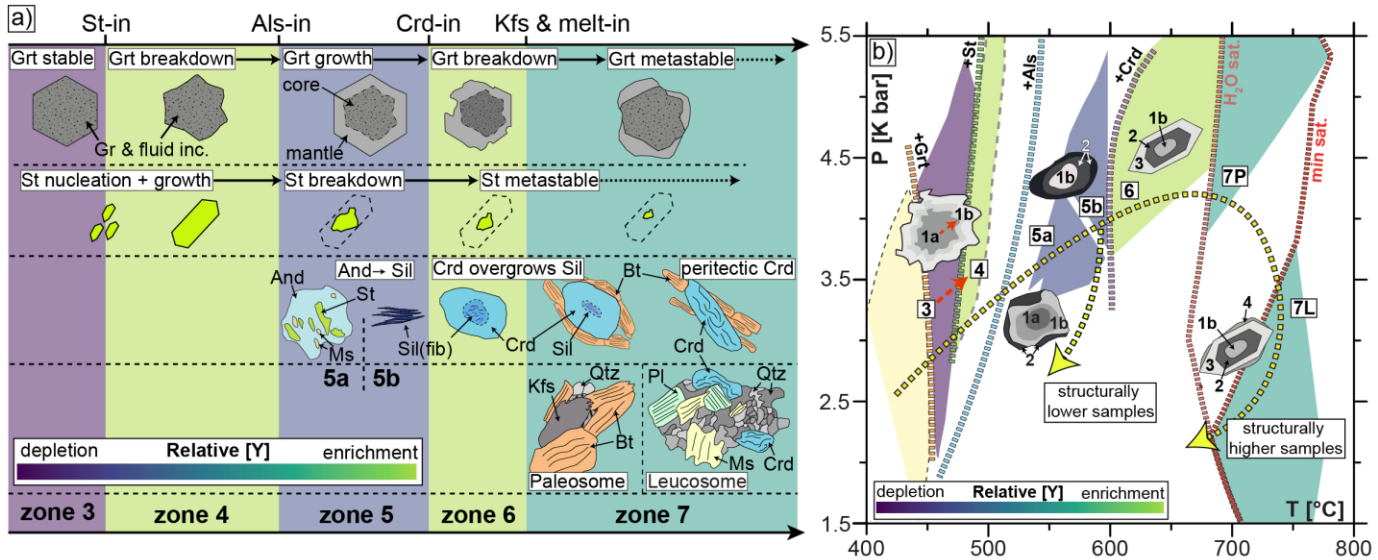 a)
St-in
Als-in
Crd-in
Kfs & melt-in
Grt stable
Grt breakdown
Grt growth
Grt breakdown
Grt metastable
core
Gr & fluid inc.
mantle
St nucleation + growth
St breakdown
St metastable
And
And→ Sil
St
Ms
Sil(fib)
5a
5b
Crd overgrows Sil
Bt
peritectic Crd
Crd
Sil
Crd
Kfs
Qtz
Bt
Pl
Qtz
Ms
Crd
Paleosome
Leucosome
depletion
Relative [Y]
enrichment
zone 3
zone 4
zone 5
zone 6
zone 7
b)
P [K bar]
5.5
4.5
3.5
2.5
1.5
+Grt
+St
+Als
+Crd
H₂O sat.
min sat.
1a
1b
3
4
5a
2
1b
5b
1a
1b
2
6
1b
2
3
7P
7L
1b
4
3
2
structurally
lower samples
structurally
higher samples
depletion
Relative [Y]
enrichment
T [°C]
400
500
600
700
800